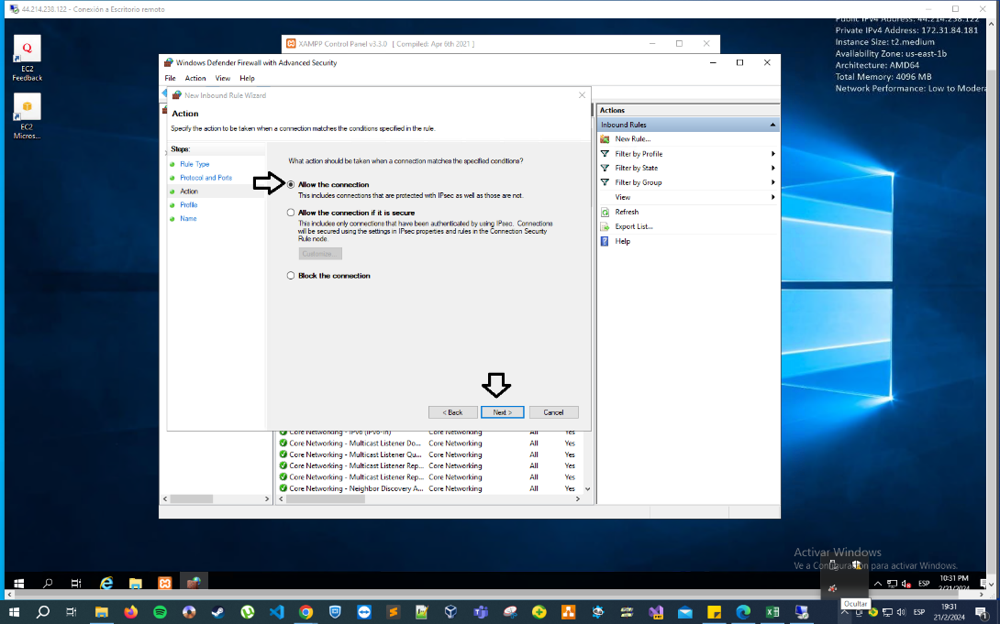 44.214.238.122 - Conexión a Escritorio remoto
Public IPv4 Address: 44.214.238.122
Private IPv4 Address: 172.31.84.181
Instance Size: t2.medium
Availability Zone: us-east-1b
Architecture: AMD64
Total Memory: 4096 MB
Network Performance: Low to Modera
EC2
Feedback
EC2
Micros...
XAMPP Control Panel v3.3.0 [ Compiled: Apr 6th 2021 ]
Windows Defender Firewall with Advanced Security
File Action View Help
New Inbound Rule Wizard
Action
Specify the action to be taken when a connection matches the conditions specified in the rule.
Steps:
Rule Type
Protocol and Ports
Action
Profile
Name
What action should be taken when a connection matches the specified conditions?
Allow the connection
This includes connections that are protected with IPsec as well as those are not.
Allow the connection if it is secure
This includes only connections that have been authenticated by using IPsec. Connections
will be secured using the settings in IPsec properties and rules in the Connection Security
Rule node.
Customize...
Block the connection
< Back Next > Cancel
Actions
Inbound Rules
New Rule...
Filter by Profile
Filter by State
Filter by Group
View
Refresh
Export List...
Help
Core Networking - IPv6 (IPv6-In) Core Networking All Yes
Core Networking - Multicast Listener Do... Core Networking All Yes
Core Networking - Multicast Listener Qu... Core Networking All Yes
Core Networking - Multicast Listener Rep... Core Networking All Yes
Core Networking - Multicast Listener Rep... Core Networking All Yes
Core Networking - Neighbor Discovery A... Core Networking All Yes
Activar Windows
Ve a Configuración para activar Windows.
ESP
10:31 PM
2/21/2024
Ocultar
ESP
19:31
21/2/2024
1